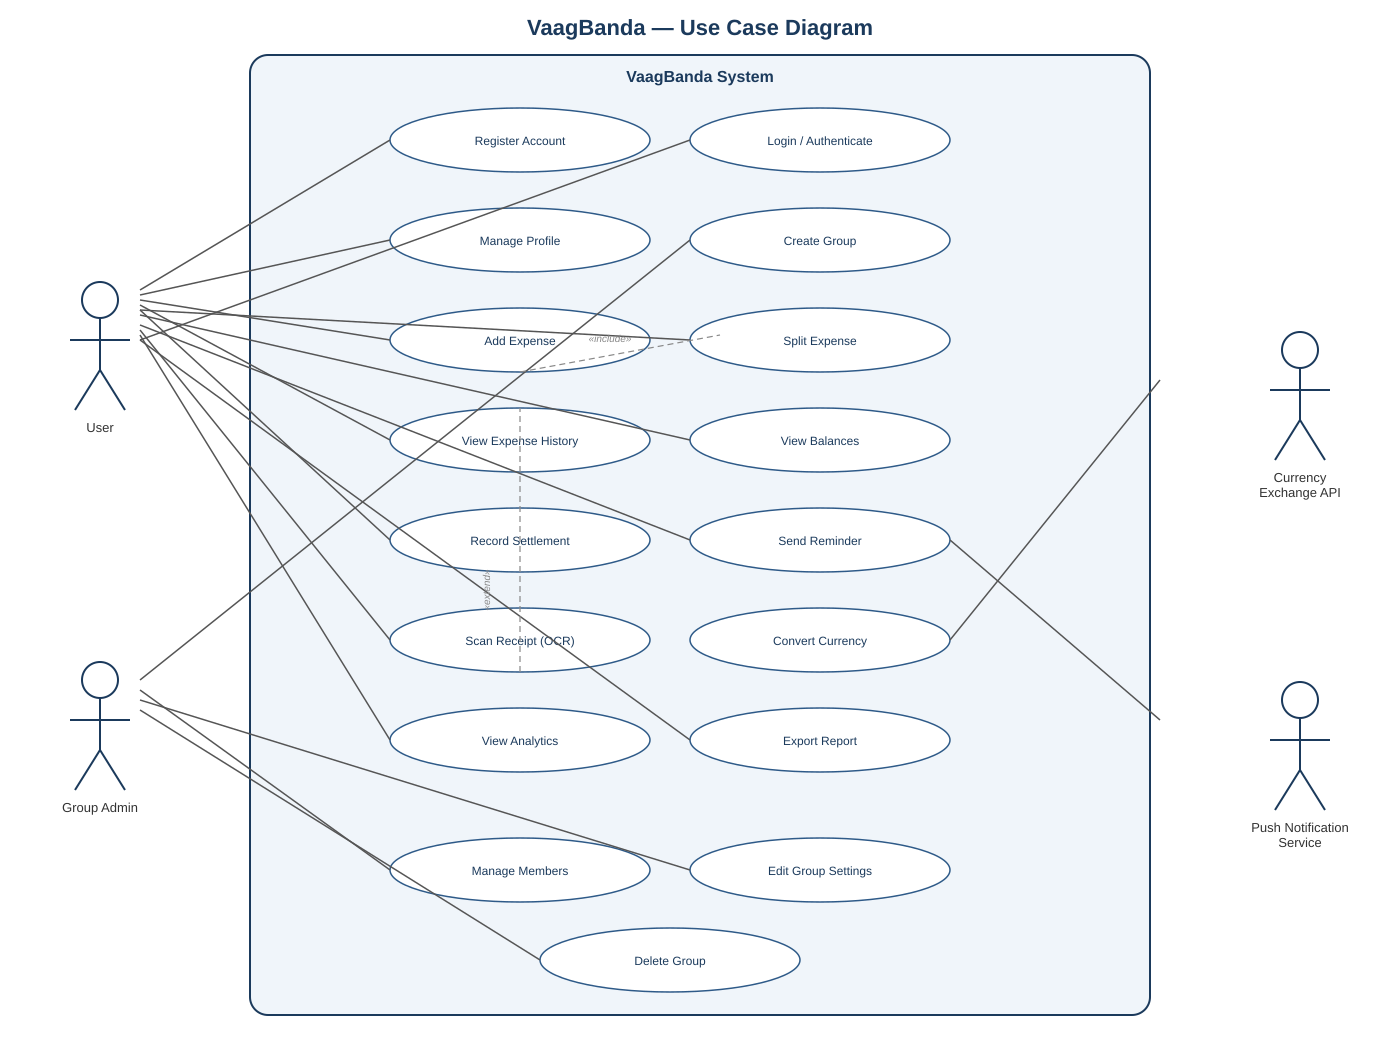 VaagBanda — Use Case Diagram
VaagBanda System
Register Account
Login / Authenticate
Manage Profile
Create Group
Add Expense
«include»
Split Expense
User
View Expense History
View Balances
Currency
Exchange API
Record Settlement
Send Reminder
«extend»
Scan Receipt (OCR)
Convert Currency
View Analytics
Export Report
Group Admin
Push Notification
Service
Manage Members
Edit Group Settings
Delete Group